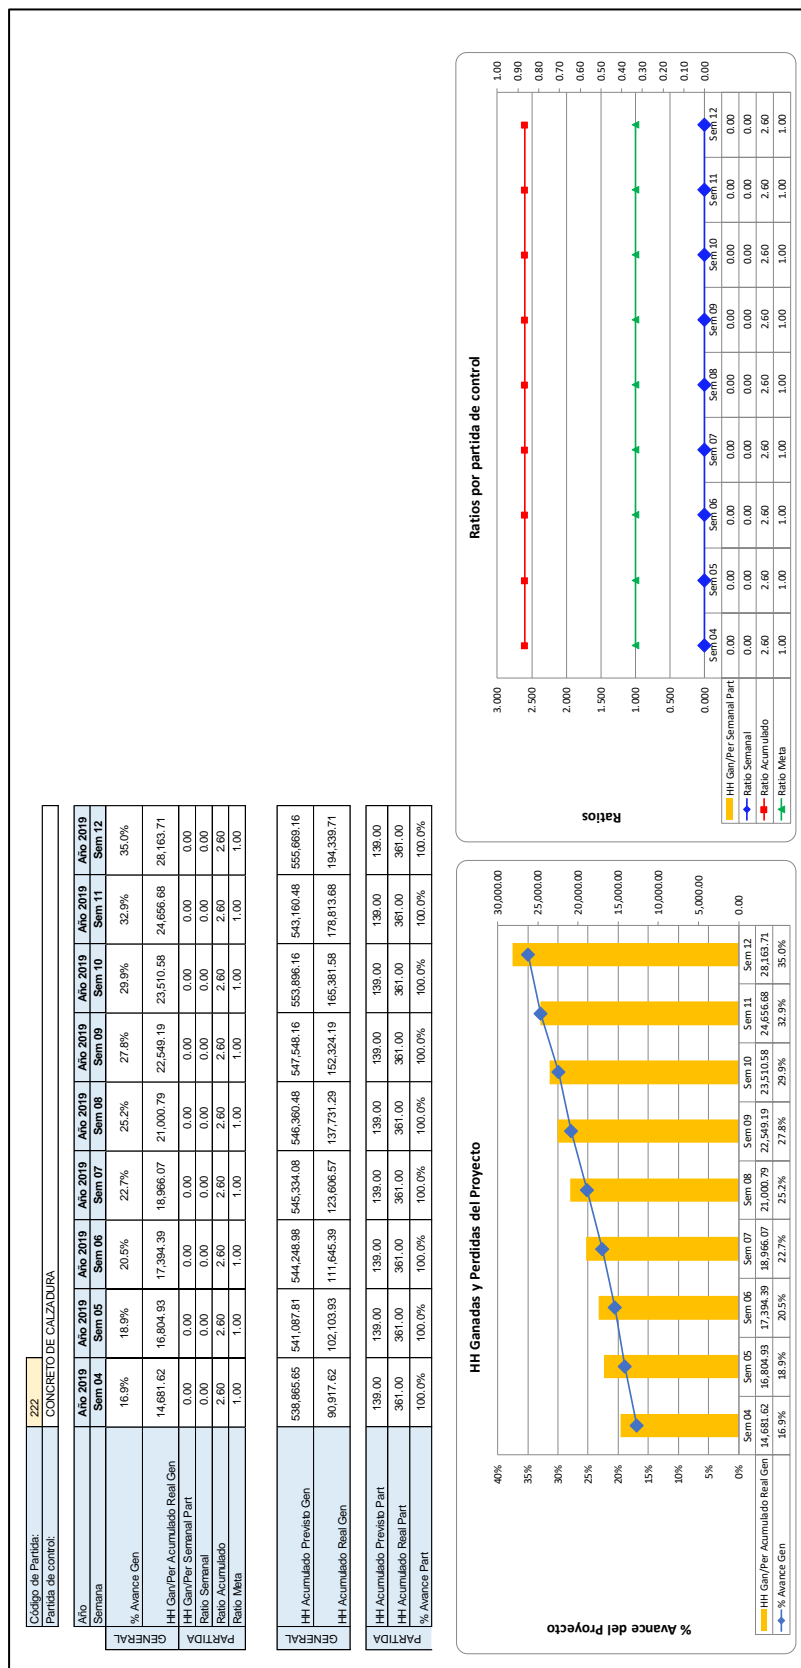 Código de Partida: 222
Partida de control: CONCRETO DE CALZADURA
Año Año 2019 Año 2019 Año 2019 Año 2019 Año 2019 Año 2019 Año 2019 Año 2019 Año 2019
Semana Sem 04 Sem 05 Sem 06 Sem 07 Sem 08 Sem 09 Sem 10 Sem 11 Sem 12
GENERAL
% Avance Gen 16.9% 18.9% 20.5% 22.7% 25.2% 27.8% 29.9% 32.9% 35.0%
HH Gan/Per Acumulado Real Gen 14,681.62 16,804.93 17,394.39 18,966.07 21,000.79 22,549.19 23,510.58 24,656.68 28,163.71
PARTIDA
HH Gan/Per Semanal Part 0.00 0.00 0.00 0.00 0.00 0.00 0.00 0.00 0.00
Ratio Semanal 0.00 0.00 0.00 0.00 0.00 0.00 0.00 0.00 0.00
Ratio Acumulado 2.60 2.60 2.60 2.60 2.60 2.60 2.60 2.60 2.60
Ratio Meta 1.00 1.00 1.00 1.00 1.00 1.00 1.00 1.00 1.00
GENERAL
HH Acumulado Previsto Gen 538,865.65 541,087.81 544,248.98 545,334.08 546,360.48 547,548.16 553,896.16 543,160.48 555,669.16
HH Acumulado Real Gen 90,917.62 102,103.93 111,645.39 123,606.57 137,731.29 152,324.19 165,381.58 178,813.68 194,339.71
PARTIDA
HH Acumulado Previsto Part 139.00 139.00 139.00 139.00 139.00 139.00 139.00 139.00 139.00
HH Acumulado Real Part 361.00 361.00 361.00 361.00 361.00 361.00 361.00 361.00 361.00
% Avance Part 100.0% 100.0% 100.0% 100.0% 100.0% 100.0% 100.0% 100.0% 100.0%
HH Ganadas y Perdidas del Proyecto
% Avance del Proyecto
40%
35%
30%
25%
20%
15%
10%
5%
0%
30,000.00
25,000.00
20,000.00
15,000.00
10,000.00
5,000.00
0.00
Sem 04 Sem 05 Sem 06 Sem 07 Sem 08 Sem 09 Sem 10 Sem 11 Sem 12
HH Gan/Per Acumulado Real Gen 14,681.62 16,804.93 17,394.39 18,966.07 21,000.79 22,549.19 23,510.58 24,656.68 28,163.71
% Avance Gen 16.9% 18.9% 20.5% 22.7% 25.2% 27.8% 29.9% 32.9% 35.0%
Ratios por partida de control
Ratios
3.000
2.500
2.000
1.500
1.000
0.500
0.000
1.00
0.90
0.80
0.70
0.60
0.50
0.40
0.30
0.20
0.10
0.00
Sem 04 Sem 05 Sem 06 Sem 07 Sem 08 Sem 09 Sem 10 Sem 11 Sem 12
HH Gan/Per Semanal Part 0.00 0.00 0.00 0.00 0.00 0.00 0.00 0.00 0.00
Ratio Semanal 0.00 0.00 0.00 0.00 0.00 0.00 0.00 0.00 0.00
Ratio Acumulado 2.60 2.60 2.60 2.60 2.60 2.60 2.60 2.60 2.60
Ratio Meta 1.00 1.00 1.00 1.00 1.00 1.00 1.00 1.00 1.00